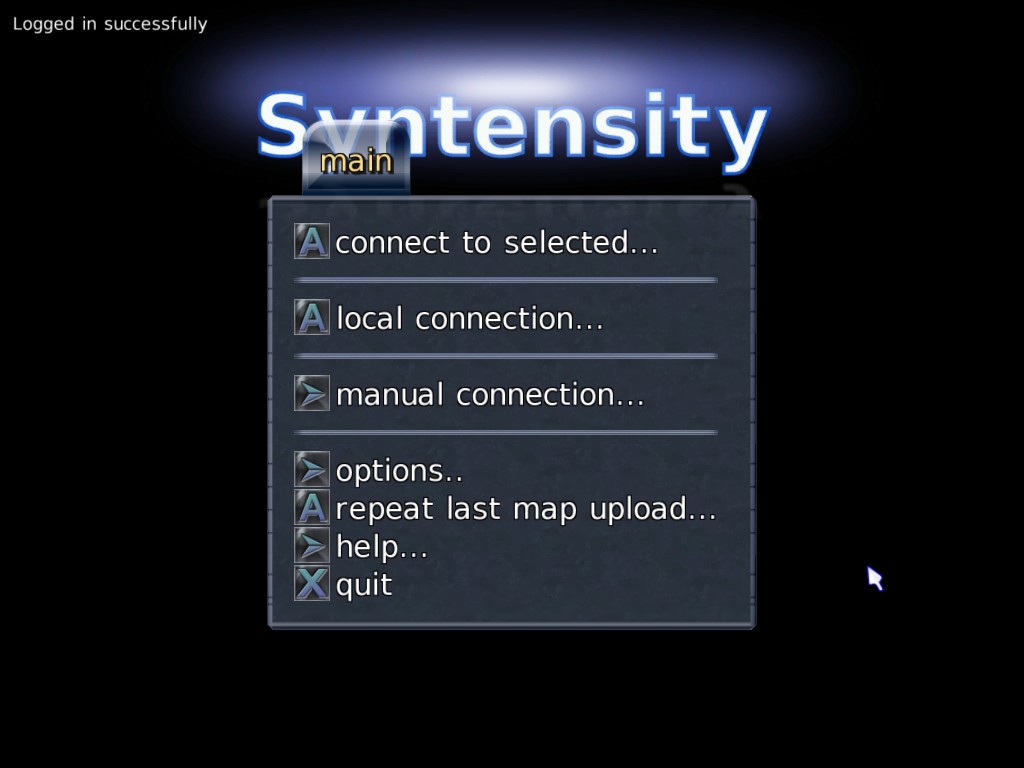 Logged in successfully
Syntensity
main
connect to selected...
local connection...
manual connection...
options..
repeat last map upload...
help...
quit